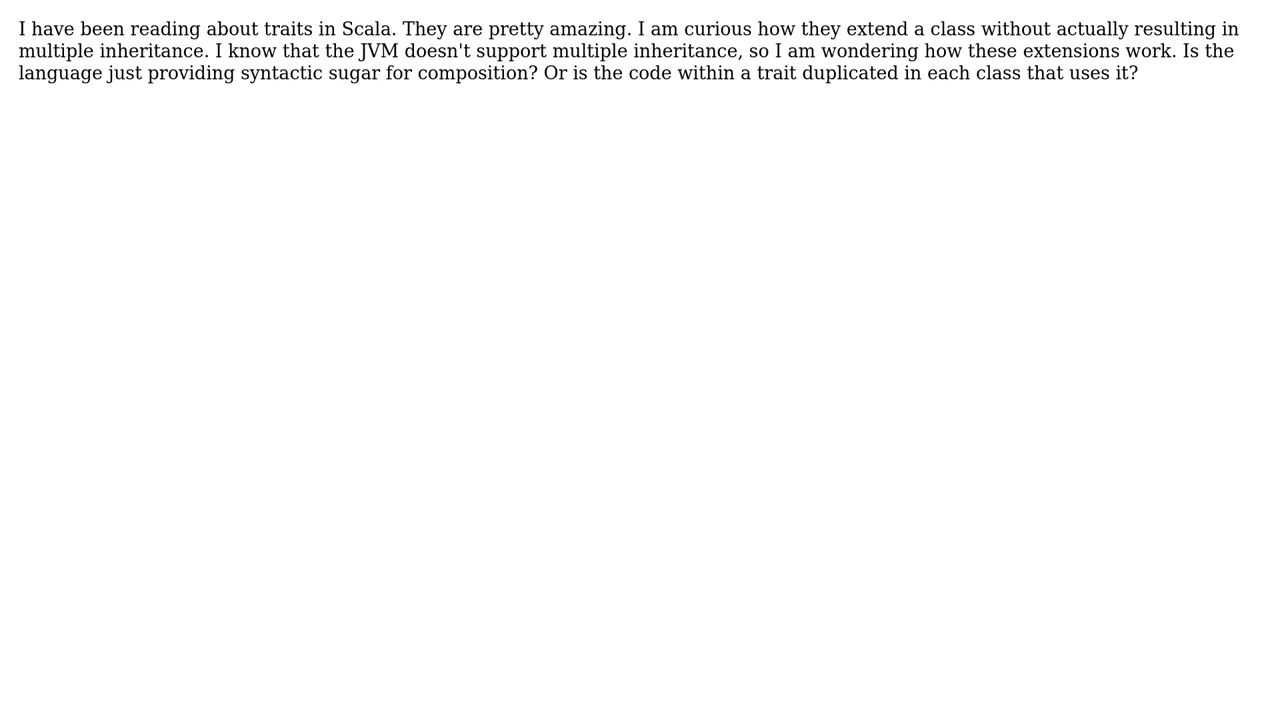 I have been reading about traits in Scala. They are pretty amazing. I am curious how they extend a class without actually resulting in
multiple inheritance. I know that the JVM doesn't support multiple inheritance, so I am wondering how these extensions work. Is the
language just providing syntactic sugar for composition? Or is the code within a trait duplicated in each class that uses it?